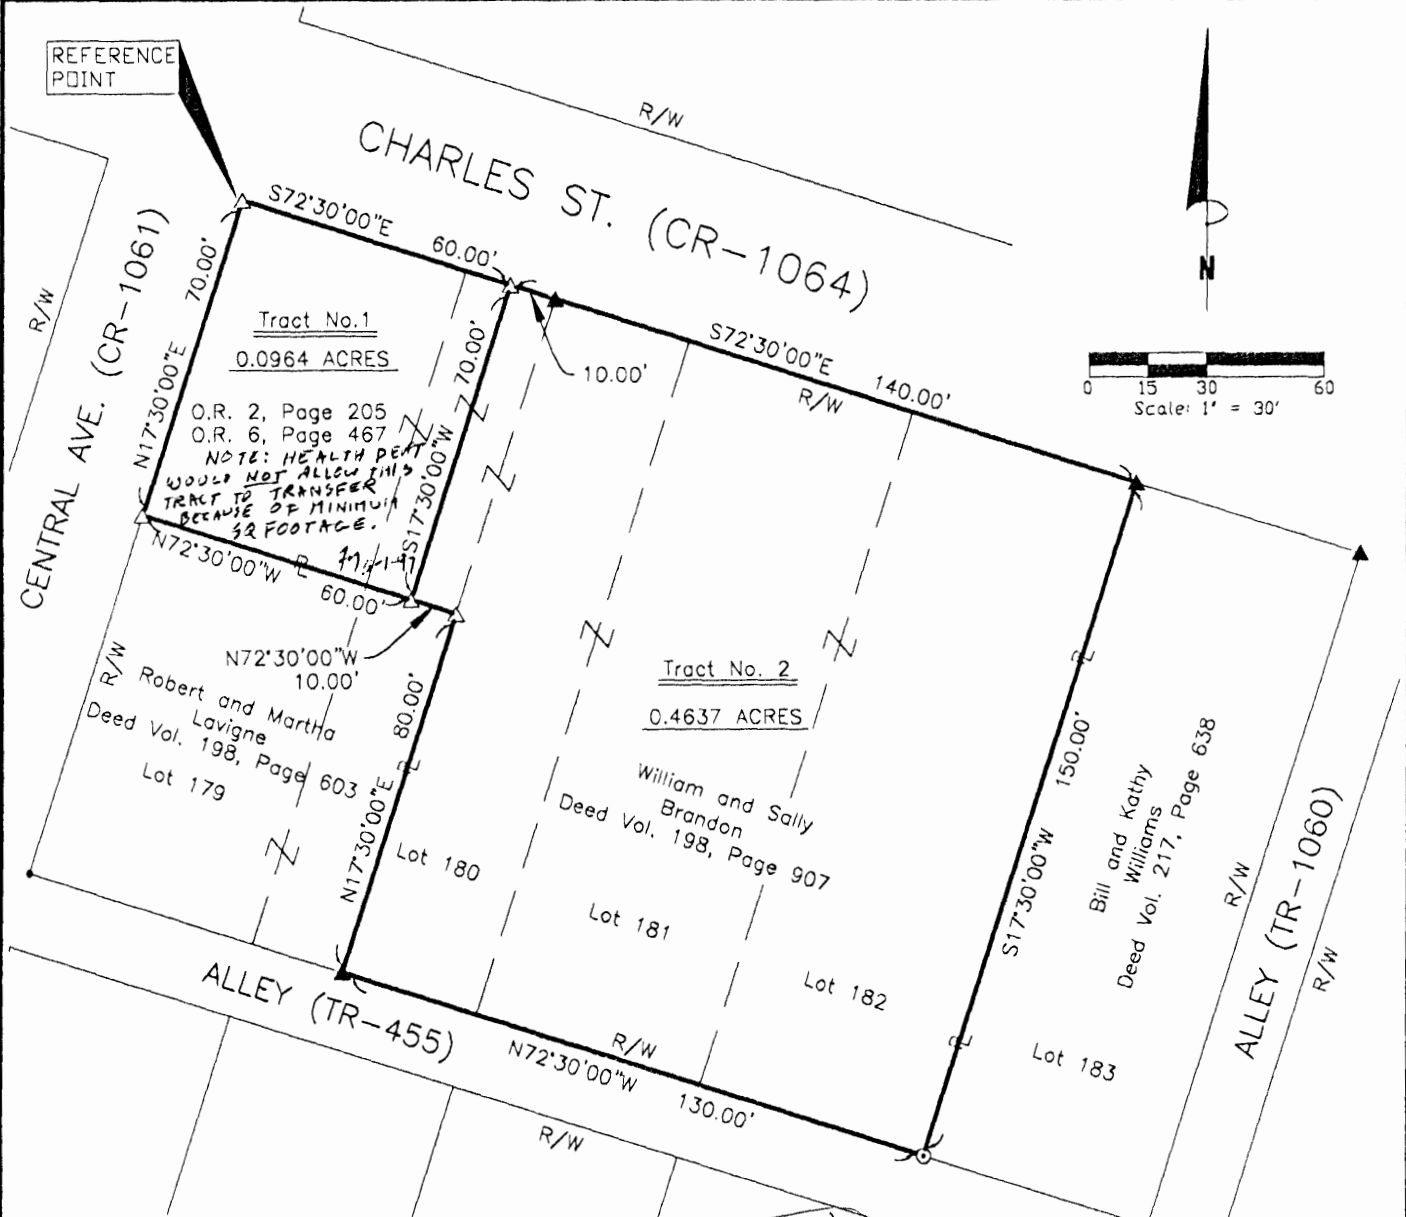 REFERENCE
POINT
R/W
CHARLES ST. (CR-1064)
S72°30'00"E
60.00'
10.00'
S72°30'00"E
R/W
140.00'
N
0 15 30 60
Scale: 1' = 30'
R/W
CENTRAL AVE. (CR-1061)
N17°30'00"E
70.00'
Tract No.1
0.0964 ACRES
O.R. 2, Page 205
O.R. 6, Page 467
NOTE: HEALTH DEPT
WOULD NOT ALLOW THIS
TRACT TO TRANSFER
BECAUSE OF MINIMUM
SQ FOOTAGE.
S17°30'00"W
70.00'
N72°30'00"W
60.00'
N72°30'00"W
10.00'
R/W
Robert and Martha
Lavigne
Deed Vol. 198, Page 603
Lot 179
N17°30'00"E
80.00'
Tract No. 2
0.4637 ACRES
William and Sally
Brandon
Deed Vol. 198, Page 907
Lot 180
Lot 181
Lot 182
S17°30'00"W
150.00'
Bill and Kathy
Williams
Deed Vol. 217, Page 638
Lot 183
R/W
ALLEY (TR-1060)
R/W
ALLEY (TR-455)
N72°30'00"W
R/W
130.00'
R/W